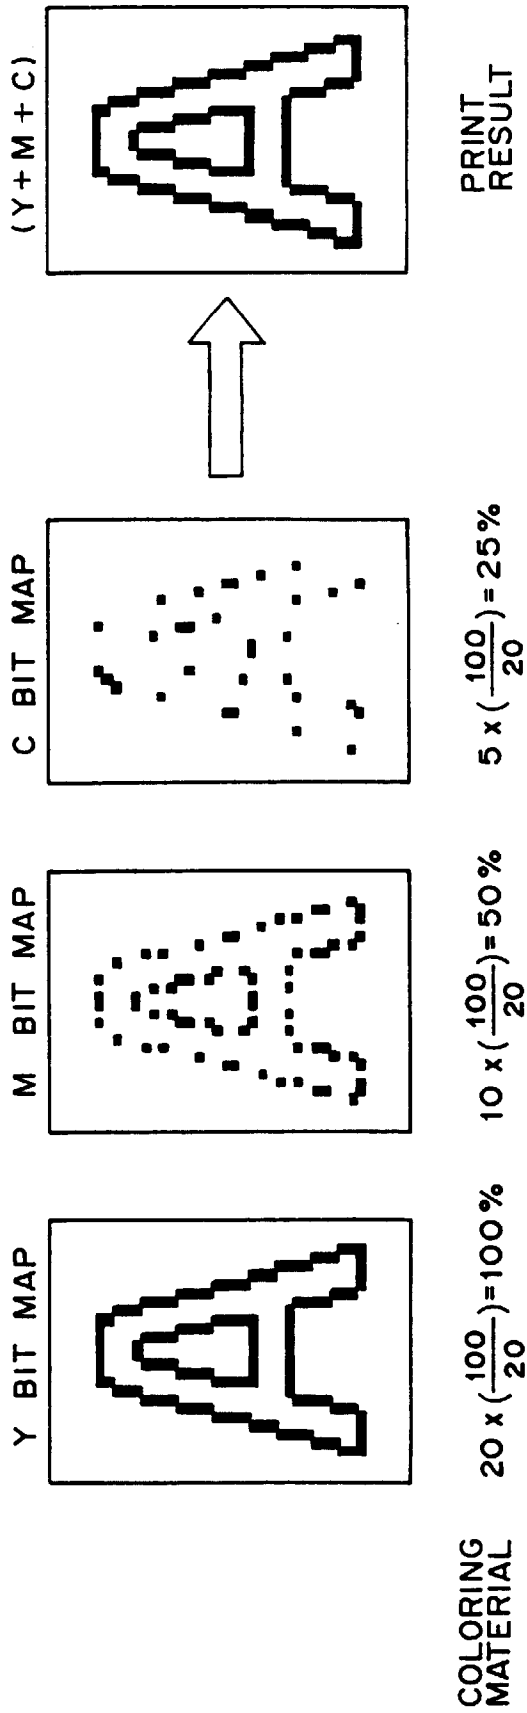 Y BIT MAP
M BIT MAP
C BIT MAP
(Y+M+C)
COLORING
MATERIAL
20 x (100/20)=100%
10 x (100/20)=50%
5 x (100/20)=25%
PRINT
RESULT